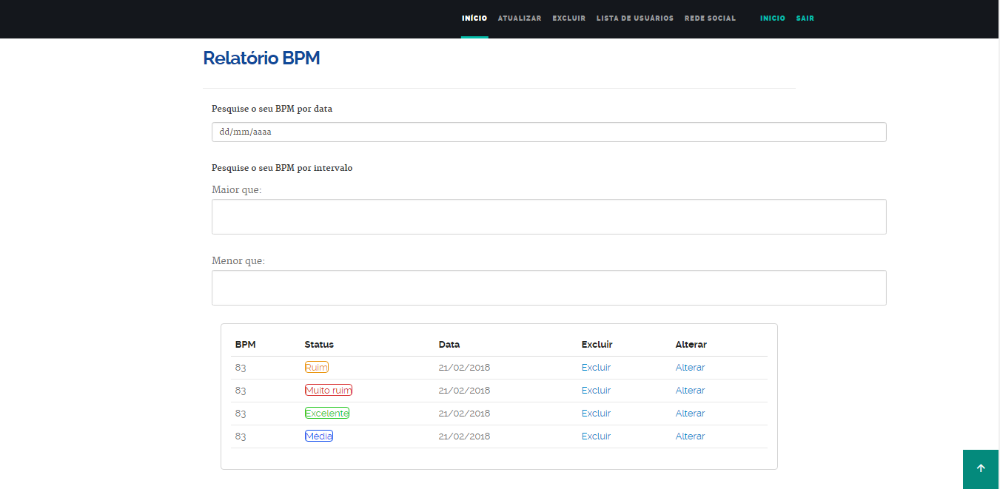 INÍCIO ATUALIZAR EXCLUIR LISTA DE USUÁRIOS REDE SOCIAL INICIO SAIR
Relatório BPM
Pesquise o seu BPM por data
dd/mm/aaaa
Pesquise o seu BPM por intervalo
Maior que:
Menor que:
BPM Status Data Excluir Alterar
83 Ruim 21/02/2018 Excluir Alterar
83 Muito ruim 21/02/2018 Excluir Alterar
83 Excelente 21/02/2018 Excluir Alterar
83 Média 21/02/2018 Excluir Alterar